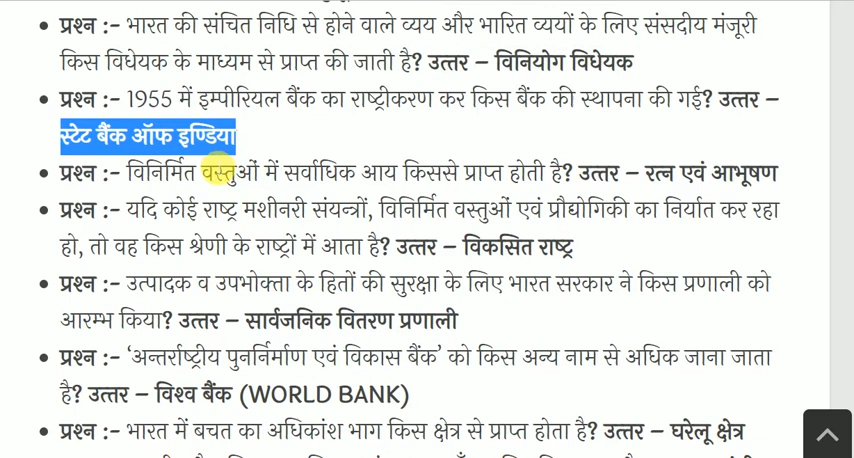 प्रश्न :- भारत की संचित निधि से होने वाले व्यय और भारित व्ययों के लिए संसदीय मंजूरी
किस विधेयक के माध्यम से प्राप्त की जाती है? उत्तर – विनियोग विधेयक
प्रश्न :- 1955 में इम्पीरियल बैंक का राष्ट्रीकरण कर किस बैंक की स्थापना की गई? उत्तर –
स्टेट बैंक ऑफ इण्डिया
प्रश्न :- विनिर्मित वस्तुओं में सर्वाधिक आय किससे प्राप्त होती है? उत्तर – रत्न एवं आभूषण
प्रश्न :- यदि कोई राष्ट्र मशीनरी संयन्त्रों, विनिर्मित वस्तुओं एवं प्रौद्योगिकी का निर्यात कर रहा
हो, तो वह किस श्रेणी के राष्ट्रों में आता है? उत्तर – विकसित राष्ट्र
प्रश्न :- उत्पादक व उपभोक्ता के हितों की सुरक्षा के लिए भारत सरकार ने किस प्रणाली को
आरम्भ किया? उत्तर – सार्वजनिक वितरण प्रणाली
प्रश्न :- ‘अन्तर्राष्ट्रीय पुनर्निर्माण एवं विकास बैंक’ को किस अन्य नाम से अधिक जाना जाता
है? उत्तर – विश्व बैंक (WORLD BANK)
प्रश्न :- भारत में बचत का अधिकांश भाग किस क्षेत्र से प्राप्त होता है? उत्तर – घरेलू क्षेत्र